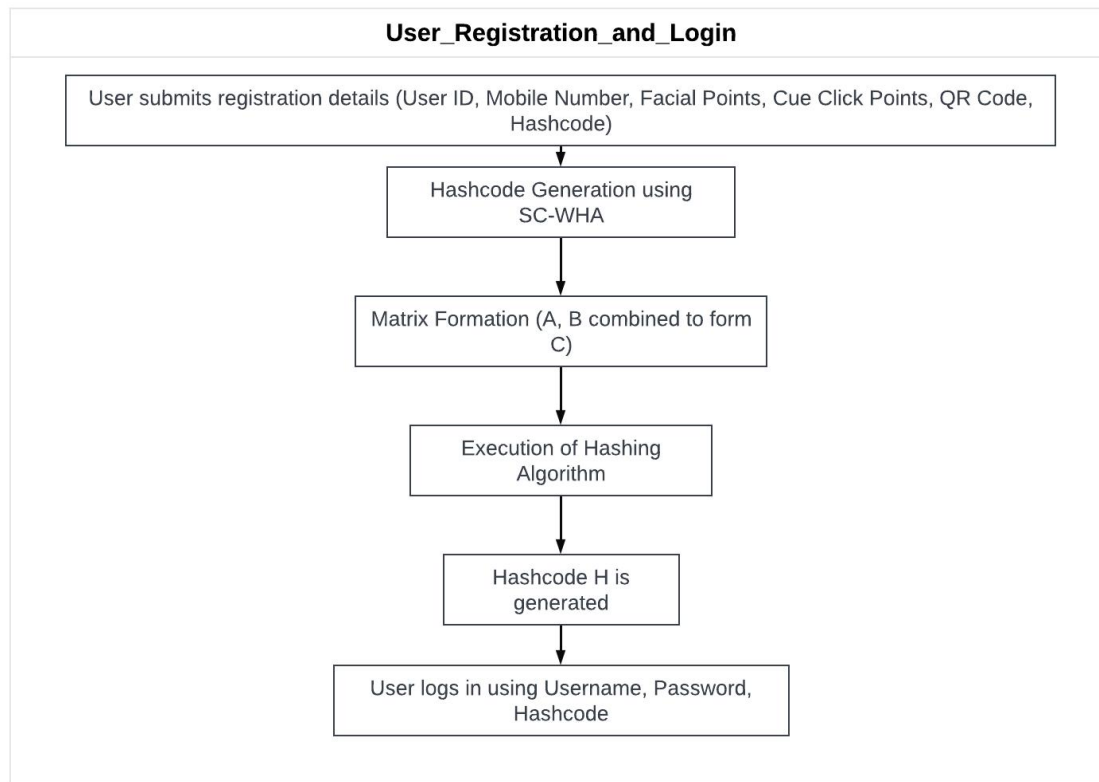 User_Registration_and_Login
User submits registration details (User ID, Mobile Number, Facial Points, Cue Click Points, QR Code,
Hashcode)
Hashcode Generation using
SC-WHA
Matrix Formation (A, B combined to form
C)
Execution of Hashing
Algorithm
Hashcode H is
generated
User logs in using Username, Password,
Hashcode